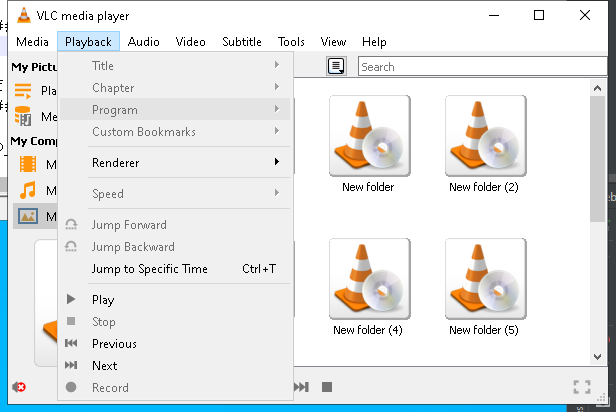 VLC media player
Media Playback Audio Video Subtitle Tools View Help
My Pictu
Pla
Me
My Comp
M
M
M
Title
Chapter
Program
Custom Bookmarks
Renderer
Speed
Jump Forward
Jump Backward
Jump to Specific Time Ctrl+T
Play
Stop
Previous
Next
Record
Search
New folder
New folder (2)
New folder (4)
New folder (5)